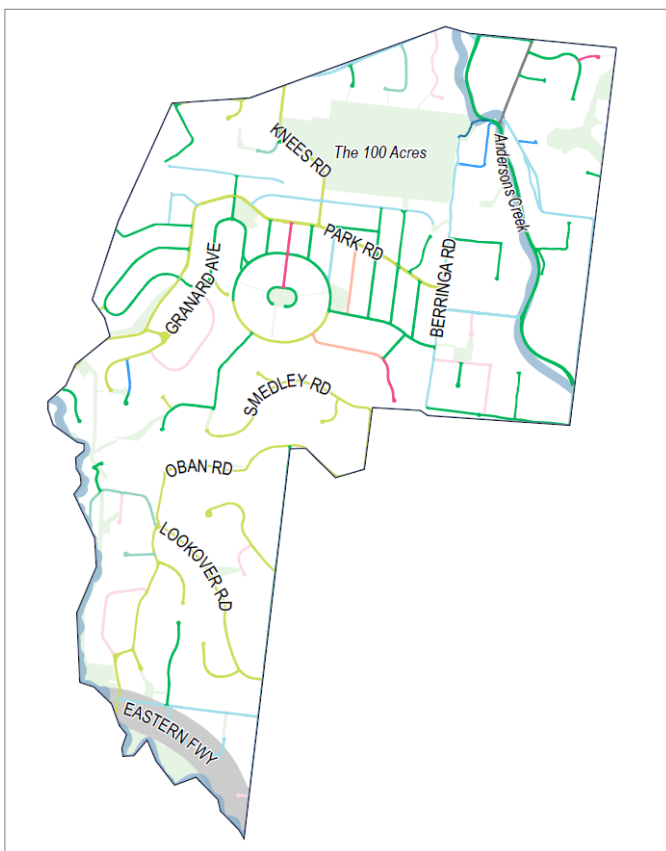 KNEES RD
The 100 Acres
Andersons Creek
PARK RD
GRANARD AVE
BERRINGA RD
SMEDLEY RD
OBAN RD
LOOKOVER RD
EASTERN FWY